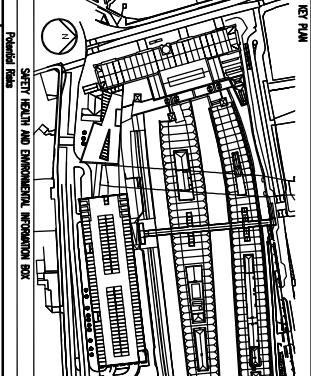 KEY PLAN
N
SAFETY HEALTH AND ENVIRONMENTAL INFORMATION BOX
Potential Risks